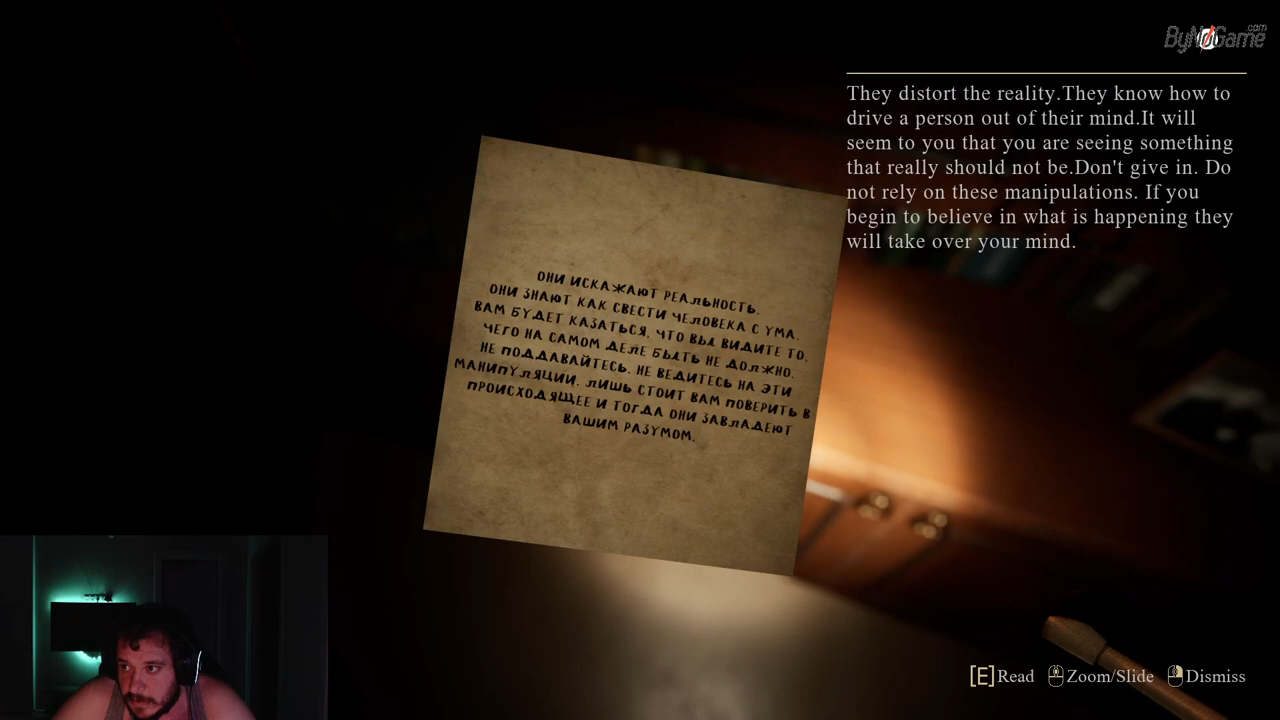 ByNoGame.com
They distort the reality.They know how to
drive a person out of their mind.It will
seem to you that you are seeing something
that really should not be.Don't give in. Do
not rely on these manipulations. If you
begin to believe in what is happening they
will take over your mind.
ОНИ ИСКАЖАЮТ РЕАЛЬНОСТЬ.
ОНИ ЗНАЮТ КАК СВЕСТИ ЧЕЛОВЕКА С УМА.
ВАМ БУДЕТ КАЗАТЬСЯ, ЧТО ВЫ ВИДИТЕ ТО,
ЧЕГО НА САМОМ ДЕЛЕ БЫТЬ НЕ ДОЛЖНО.
НЕ ПОДДАВАЙТЕСЬ. НЕ ВЕДИТЕСЬ НА ЭТИ
МАНИПУЛЯЦИИ. ЛИШЬ СТОИТ ВАМ ПОВЕРИТЬ В
ПРОИСХОДЯЩЕЕ И ТОГДА ОНИ ЗАВЛАДЕЮТ
ВАШИМ РАЗУМОМ.
[E]Read Zoom/Slide Dismiss